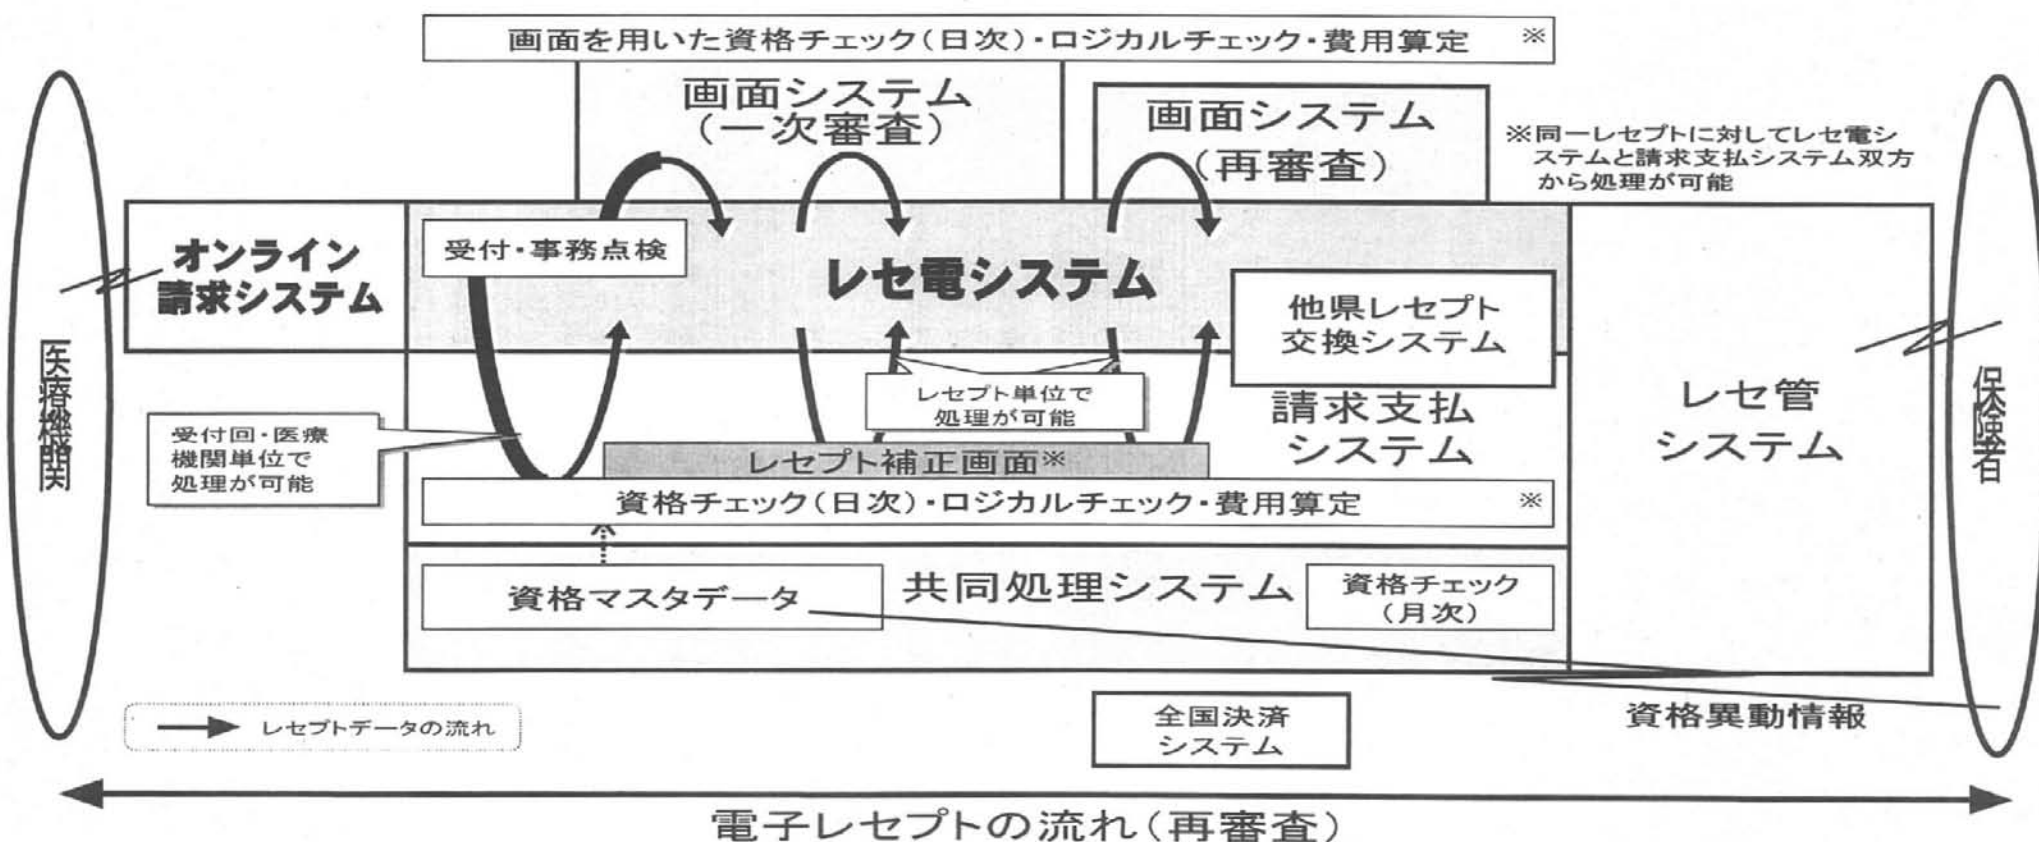 画面を用いた資格チェック(日次)・ロジカルチェック・費用算定 ※
画面システム
(一次審査)
画面システム
(再審査)
※同一レセプトに対してレセ電シ
ステムと請求支払システム双方
から処理が可能
医療機関
オンライン
請求システム
受付・事務点検
レセ電システム
他県レセプト
交換システム
レセプト単位で
処理が可能
受付回・医療
機関単位で
処理が可能
請求支払
システム
レセプト補正画面※
資格チェック(日次)・ロジカルチェック・費用算定 ※
レセ管
システム
保険者
資格マスタデータ
共同処理システム
資格チェック
(月次)
レセプトデータの流れ
全国決済
システム
資格異動情報
電子レセプトの流れ(再審査)